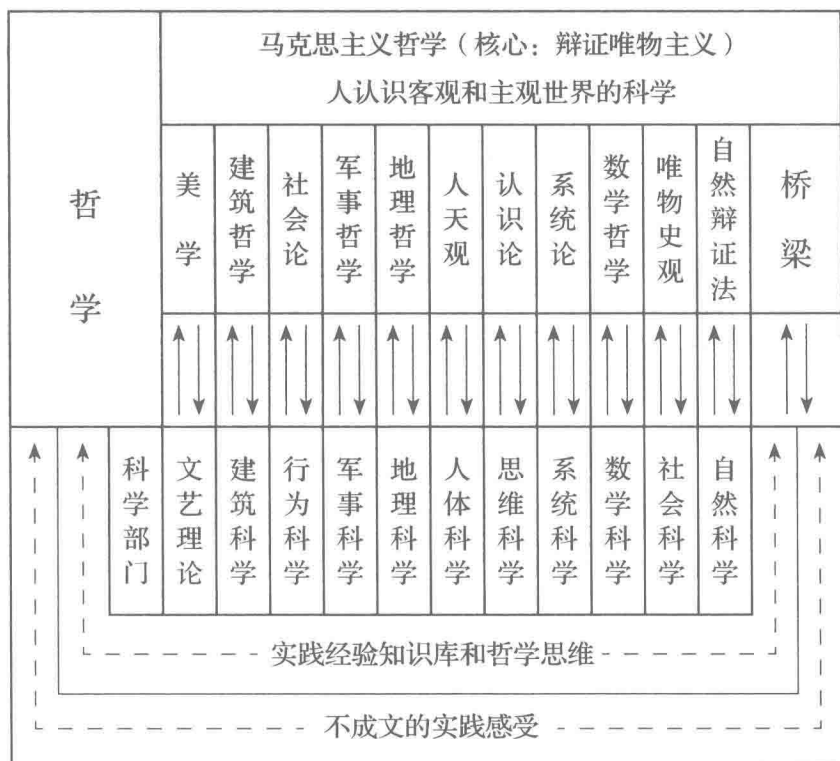 马克思主义哲学（核心：辩证唯物主义）
人认识客观和主观世界的科学
哲学
美学
建筑哲学
社会论
军事哲学
地理哲学
人天观
认识论
系统论
数学哲学
唯物史观
自然辩证法
桥梁
科学部门
文艺理论
建筑科学
行为科学
军事科学
地理科学
人体科学
思维科学
系统科学
数学科学
社会科学
自然科学
实践经验知识库和哲学思维
不成文的实践感受